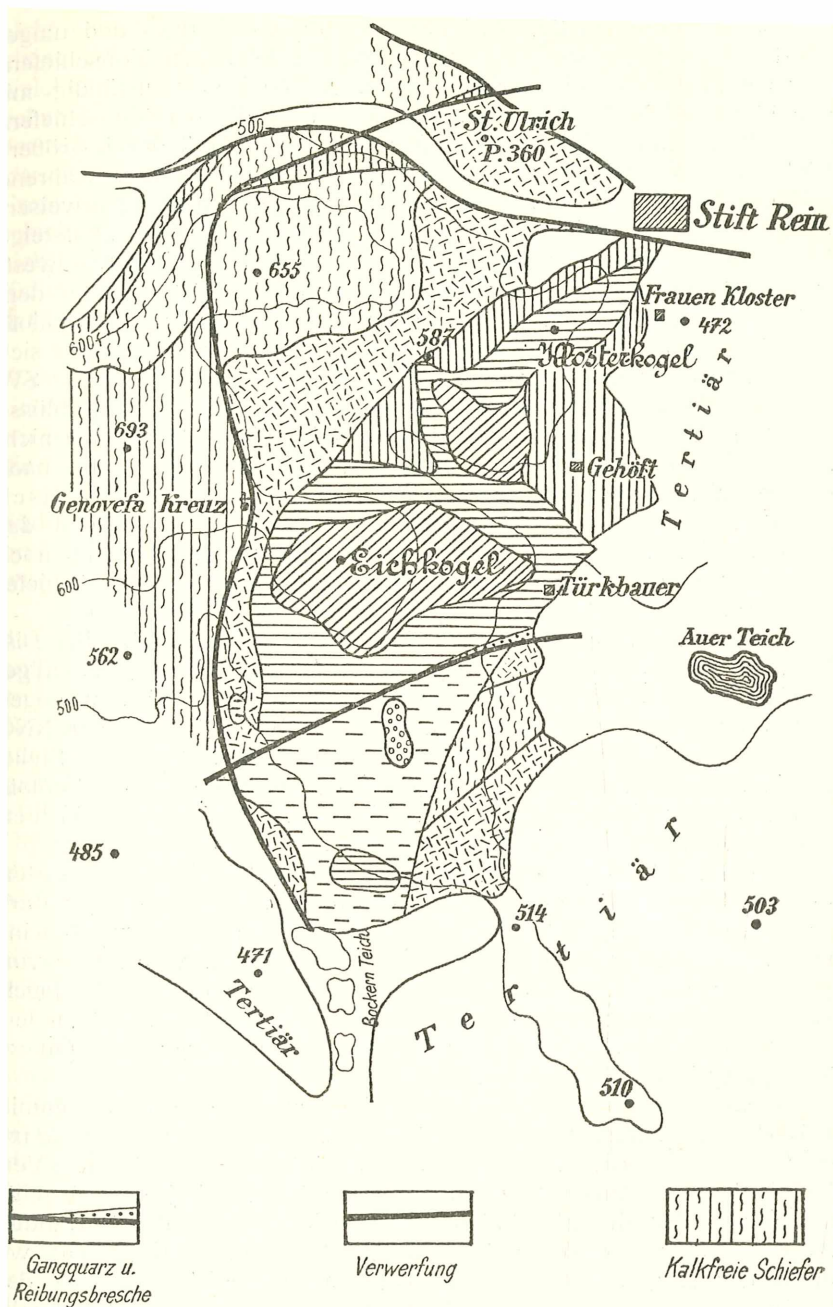 500
St. Ulrich
P. 360
Stift Rein
655
Frauen Kloster
472
587
Klosterkogel
600
693
Tertiär
Gehöft
Genovefa Kreuz
Eichkogel
600
Türkbauer
Auer Teich
562
500
485
Tertiär
514
503
471
Tertiär
Bockern Teich
510
Gangquarz u.
Reibungsbresche
Verwerfung
Kalkfreie Schiefer